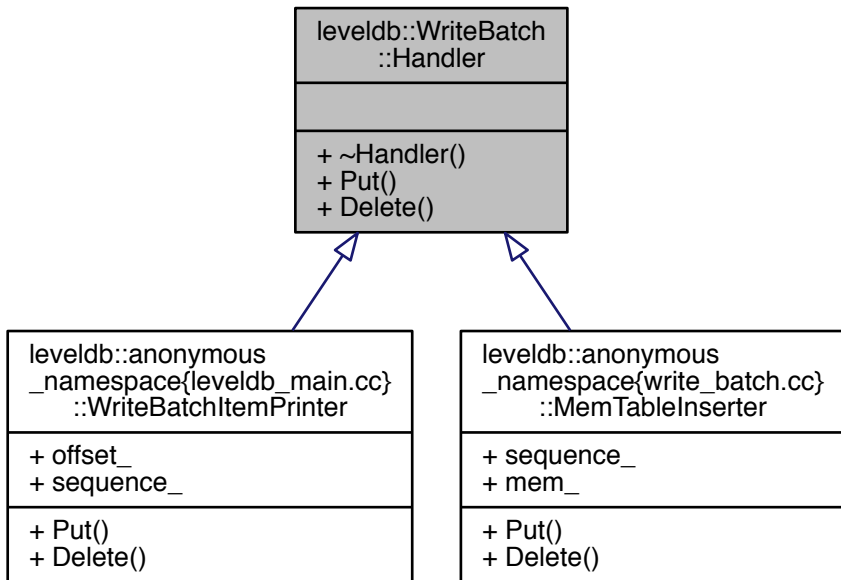 leveldb::WriteBatch
::Handler
+ ~Handler()
+ Put()
+ Delete()
leveldb::anonymous
_namespace{leveldb_main.cc}
::WriteBatchItemPrinter
+ offset_
+ sequence_
+ Put()
+ Delete()
leveldb::anonymous
_namespace{write_batch.cc}
::MemTableInserter
+ sequence_
+ mem_
+ Put()
+ Delete()